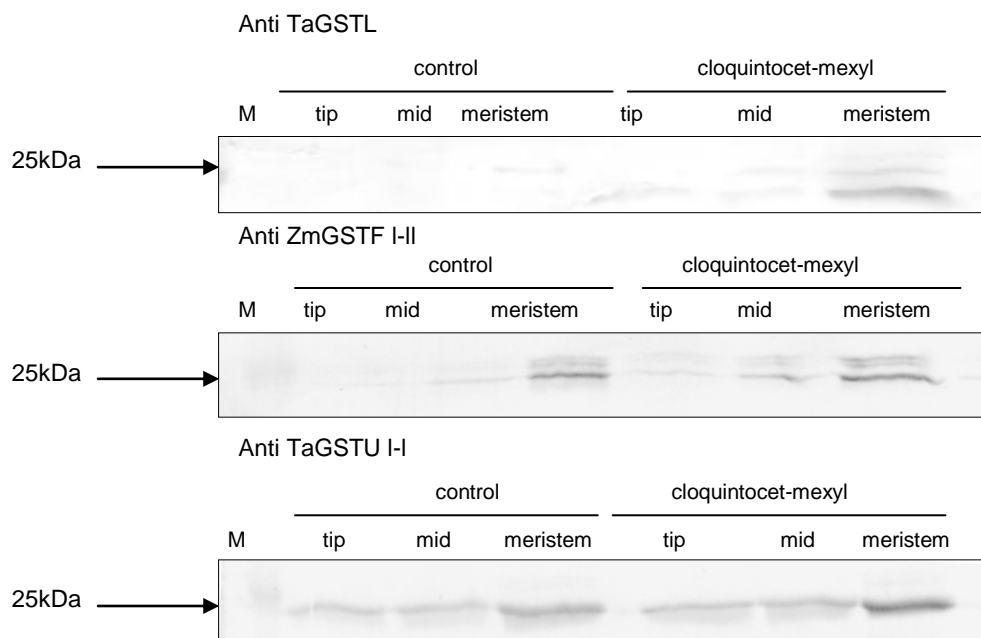 Anti TaGSTL
control cloquintocet-mexyl
M tip mid meristem tip mid meristem
25kDa
Anti ZmGSTF I-II
control cloquintocet-mexyl
M tip mid meristem tip mid meristem
25kDa
Anti TaGSTU I-I
control cloquintocet-mexyl
M tip mid meristem tip mid meristem
25kDa